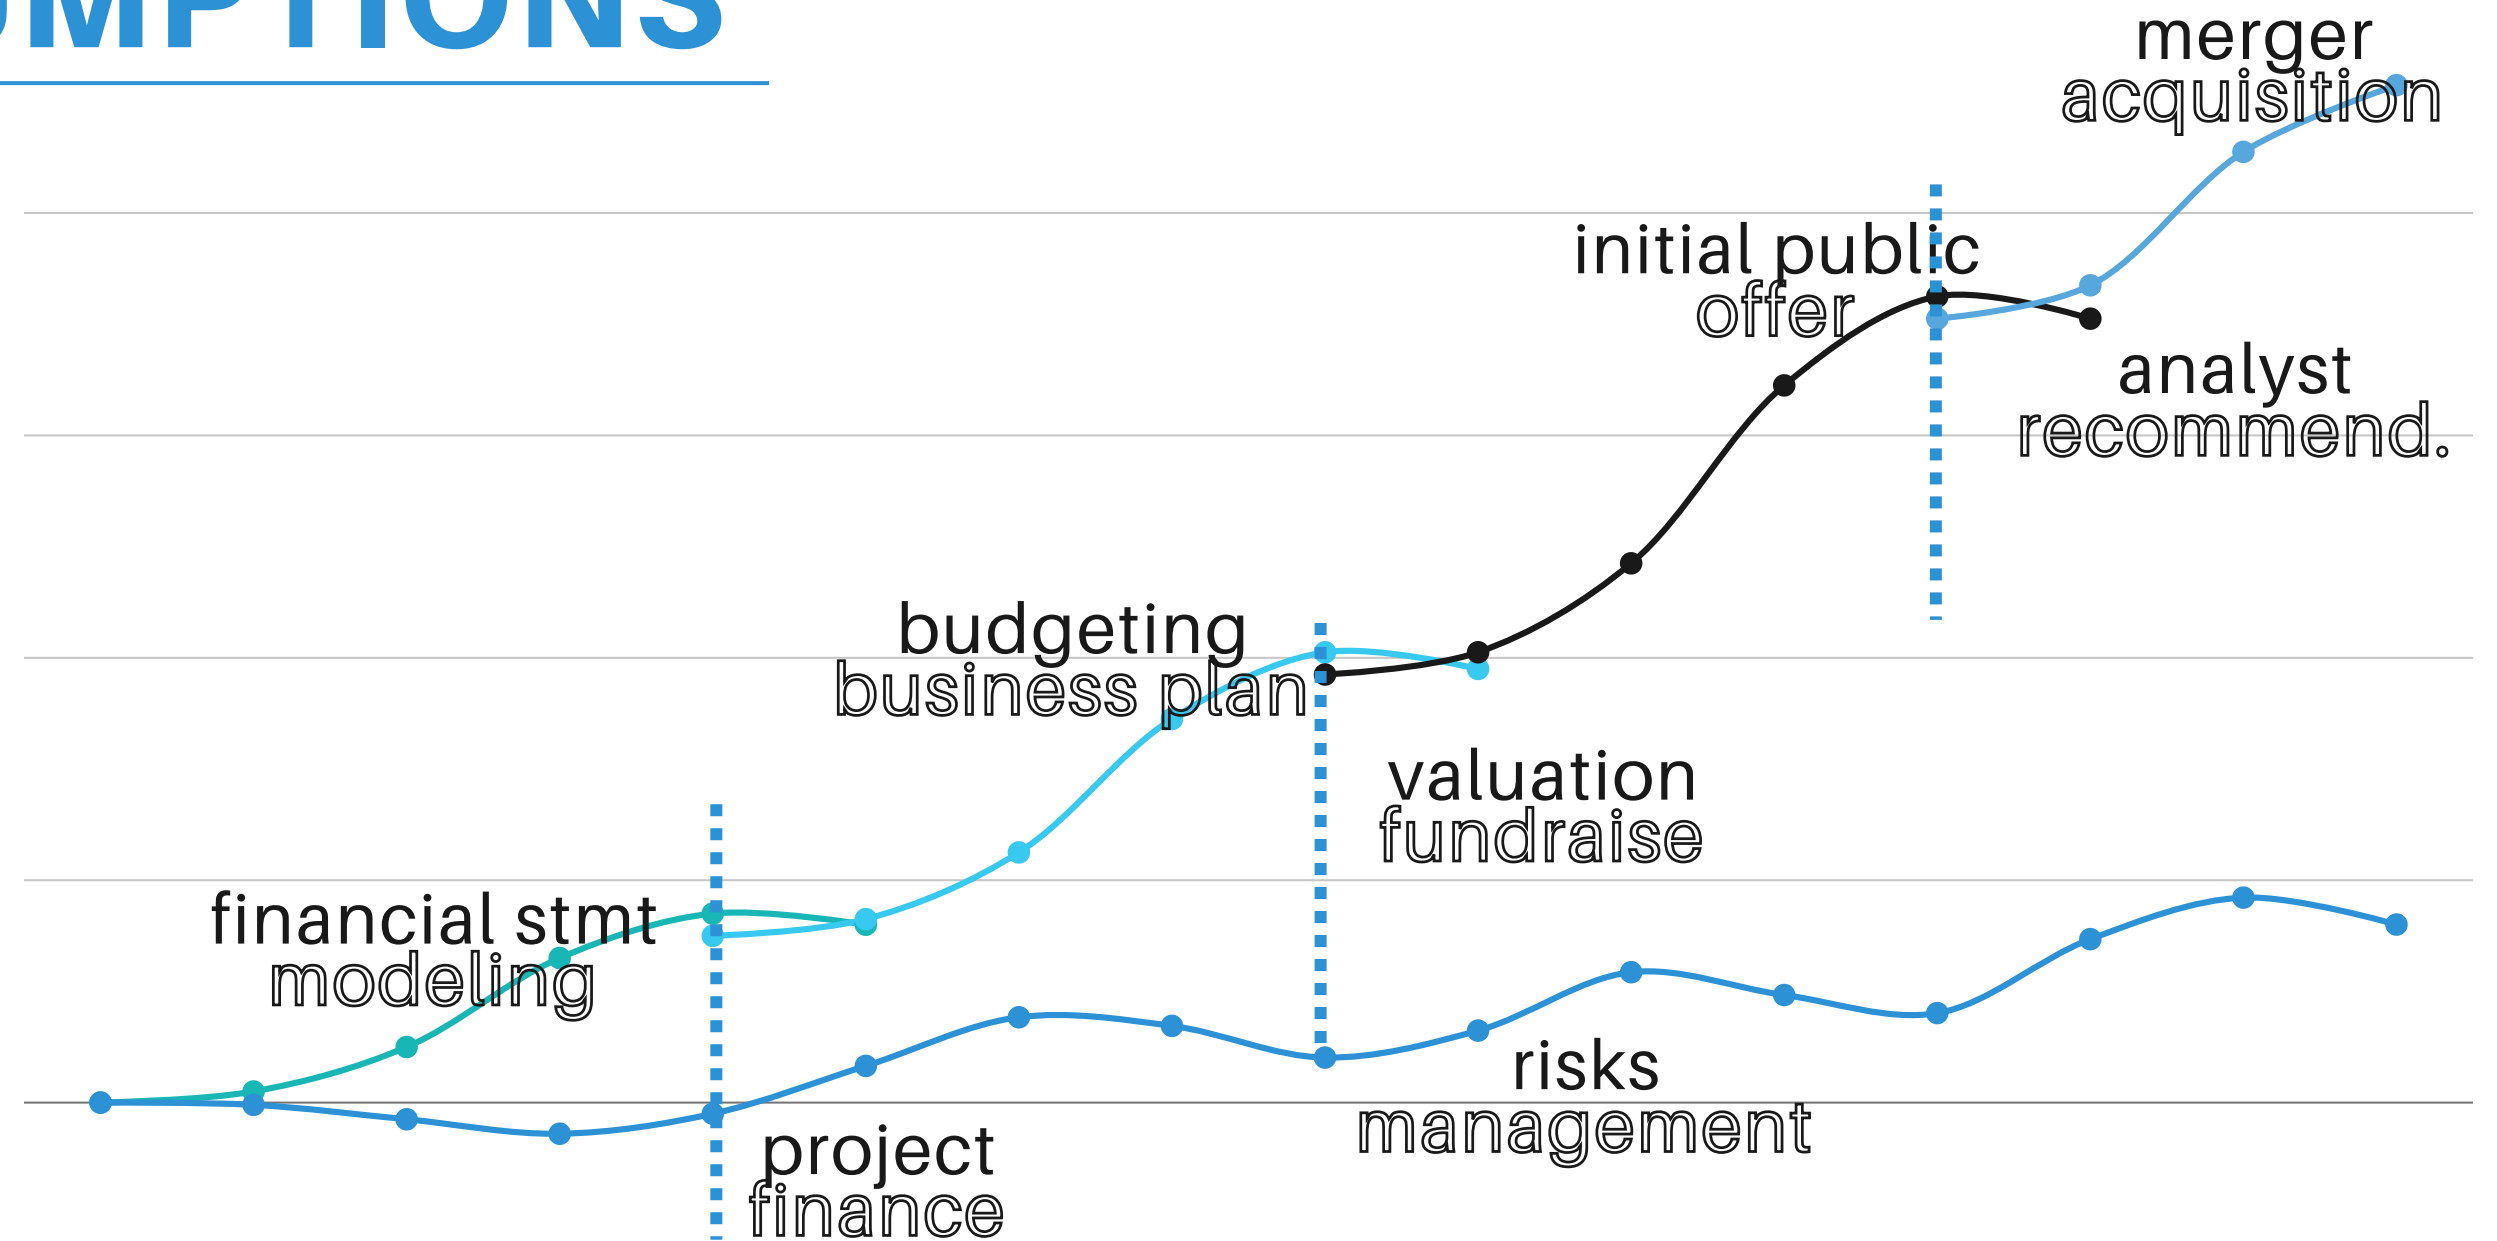 OMPTIONS
merger
acquisition
initial public
offer
analyst
recommend.
budgeting
business plan
valuation
fundraise
financial stmt
modeling
risks
management
project
finance